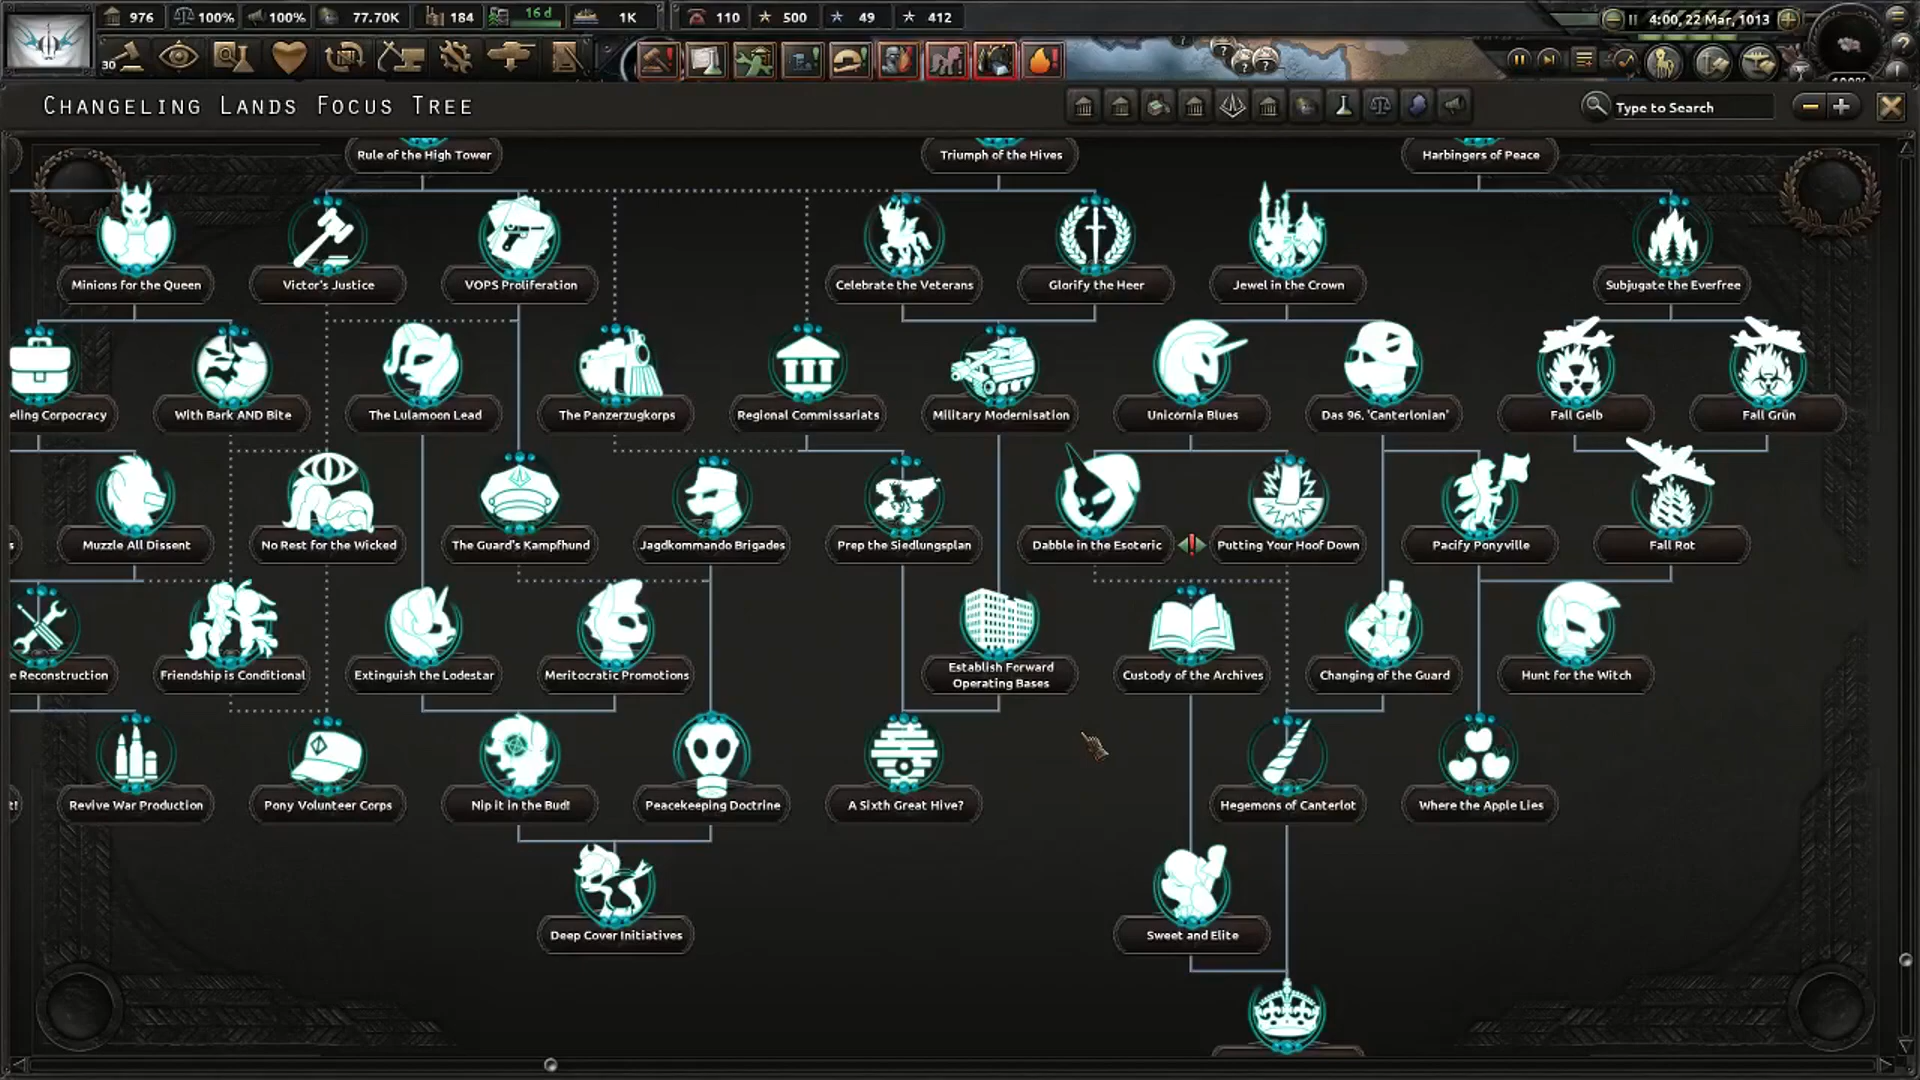 976
100%
100%
77.70K
184
16 d
1K
110
500
49
412
4:00, 22 Mar, 1013
30
Changeling Lands Focus Tree
Type to Search
Rule of the High Tower
Triumph of the Hives
Harbingers of Peace
Minions for the Queen
Victor's Justice
VOPS Proliferation
Celebrate the Veterans
Glorify the Heer
Jewel in the Crown
Subjugate the Everfree
eling Corpocracy
With Bark AND Bite
The Lulamoon Lead
The Panzerzugkorps
Regional Commissariats
Military Modernisation
Unicornia Blues
Das 96. 'Canterlonian'
Fall Gelb
Fall Grün
Muzzle All Dissent
No Rest for the Wicked
The Guard's Kampfhund
Jagdkommando Brigades
Prep the Siedlungsplan
Dabble in the Esoteric
Putting Your Hoof Down
Pacify Ponyville
Fall Rot
e Reconstruction
Friendship is Conditional
Extinguish the Lodestar
Meritocratic Promotions
Establish Forward
Operating Bases
Custody of the Archives
Changing of the Guard
Hunt for the Witch
t!
Revive War Production
Pony Volunteer Corps
Nip it in the Bud!
Peacekeeping Doctrine
A Sixth Great Hive?
Hegemons of Canterlot
Where the Apple Lies
Deep Cover Initiatives
Sweet and Elite